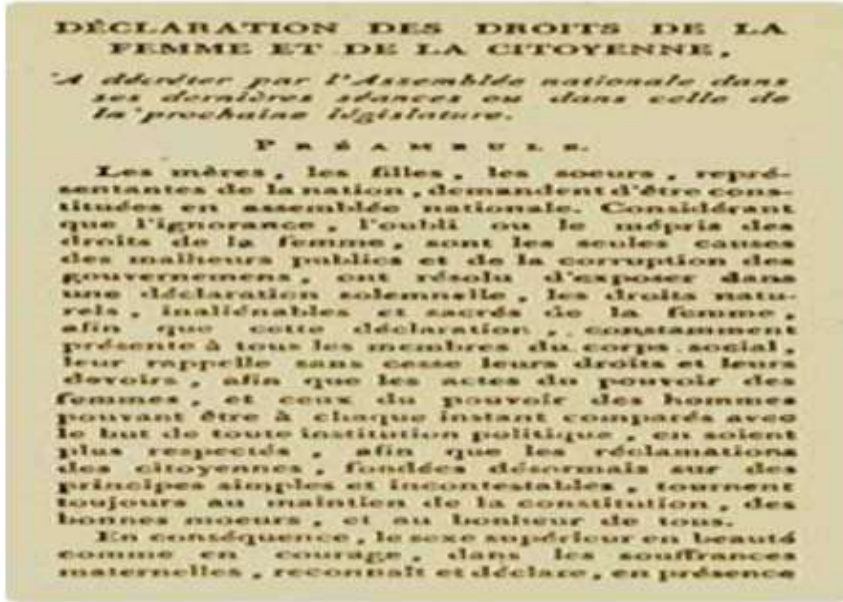 DÉCLARATION DES DROITS DE LA
FEMME ET DE LA CITOYENNE,
A décréter par l'Assemblée nationale dans
ses dernières séances ou dans celle de
la prochaine législature.
PRÉAMBULE.
Les mères, les filles, les soeurs, repré-
sentantes de la nation, demandent d'être cons-
tituées en assemblée nationale. Considérant
que l'ignorance, l'oubli ou le mépris des
droits de la femme, sont les seules causes
des malheurs publics et de la corruption des
gouvernemens, ont résolu d'exposer dans
une déclaration solemnelle, les droits natu-
rels, inaliénables et sacrés de la femme,
afin que cette déclaration, constamment
présente à tous les membres du corps social,
leur rappelle sans cesse leurs droits et leurs
devoirs, afin que les actes du pouvoir des
femmes, et ceux du pouvoir des hommes
pouvant être à chaque instant comparés avec
le but de toute institution politique, en soient
plus respectés, afin que les réclamations
des citoyennes, fondées désormais sur des
principes simples et incontestables, tournent
toujours au maintien de la constitution, des
bonnes moeurs, et au bonheur de tous.
En conséquence, le sexe supérieur en beauté
comme en courage, dans les souffrances
maternelles, reconnaît et déclare, en présence